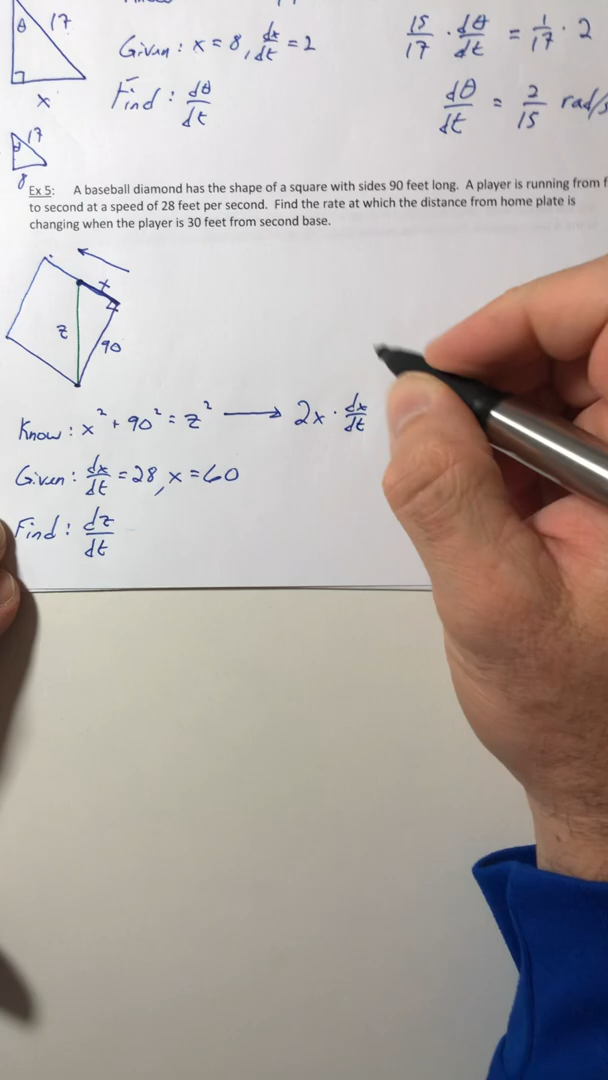 θ 17
x
Given : x = 8, dx/dt = 2
Find : dθ/dt
15/17 · dθ/dt = 1/17 · 2
dθ/dt = 2/15 rad/s
θ 17
8
Ex 5: A baseball diamond has the shape of a square with sides 90 feet long. A player is running from f
to second at a speed of 28 feet per second. Find the rate at which the distance from home plate is
changing when the player is 30 feet from second base.
x
z
90
Know : x² + 90² = z² → 2x · dx/dt
Given : dx/dt = 28, x = 60
Find : dz/dt